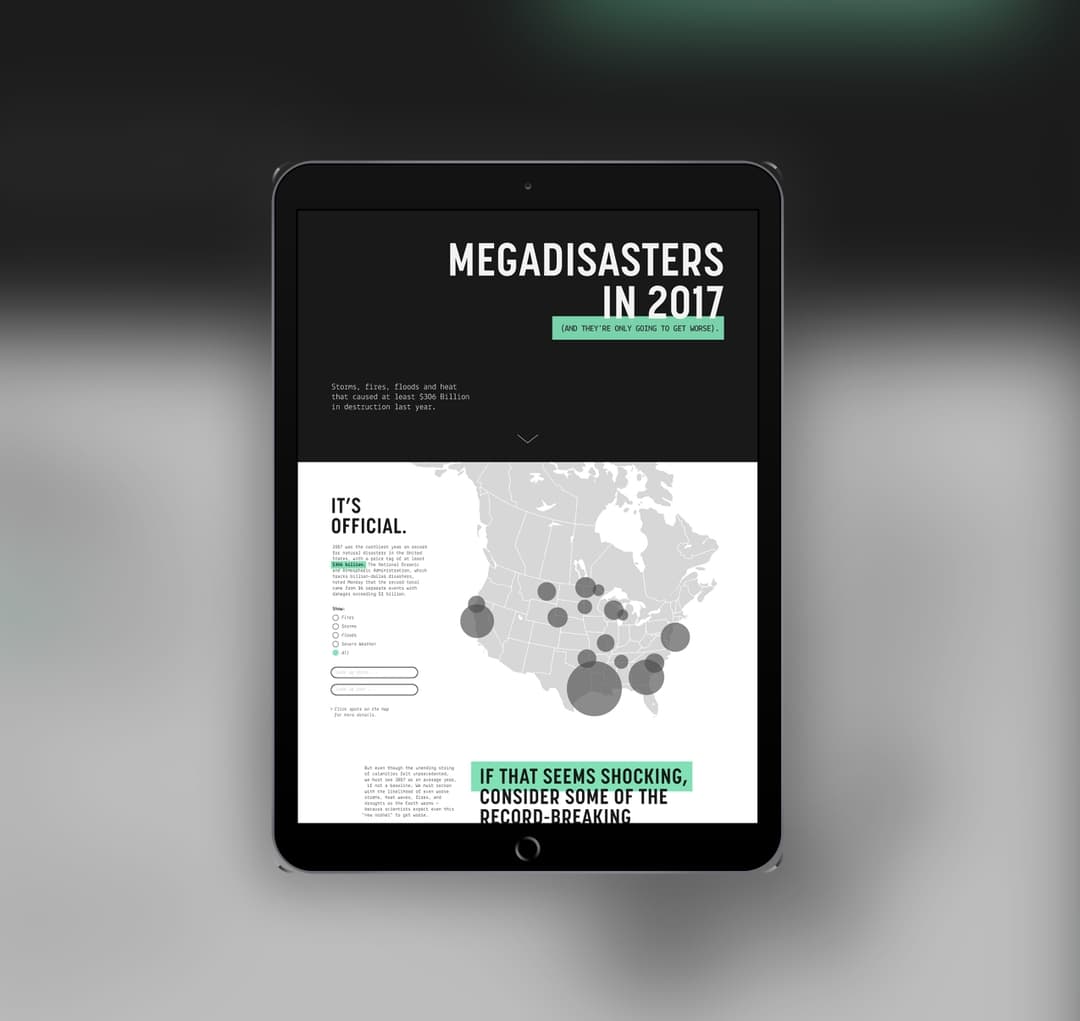 MEGADISASTERS
IN 2017
(AND THEY'RE ONLY GOING TO GET WORSE).
Storms, fires, floods and heat
that caused at least $306 Billion
in destruction last year.
IT'S
OFFICIAL.
2017 was the costliest year on record
for natural disasters in the United
States, with a price tag of at least
$306 billion. The National Oceanic
and Atmospheric Administration, which
tracks billion-dollar disasters,
noted Monday that the record total
came from 16 separate events with
damages exceeding $1 billion.
Show:
Fires
Storms
Floods
Severe Weather
All
Click spots on the map
for more details.
But even though the unending string
of calamities felt unprecedented,
we must see 2017 as an average year,
if not a baseline. We must reckon
with the likelihood of even worse
storms, heat waves, fires, and
droughts as the Earth warms —
because scientists expect even this
"new normal" to get worse.
IF THAT SEEMS SHOCKING,
CONSIDER SOME OF THE
RECORD-BREAKING